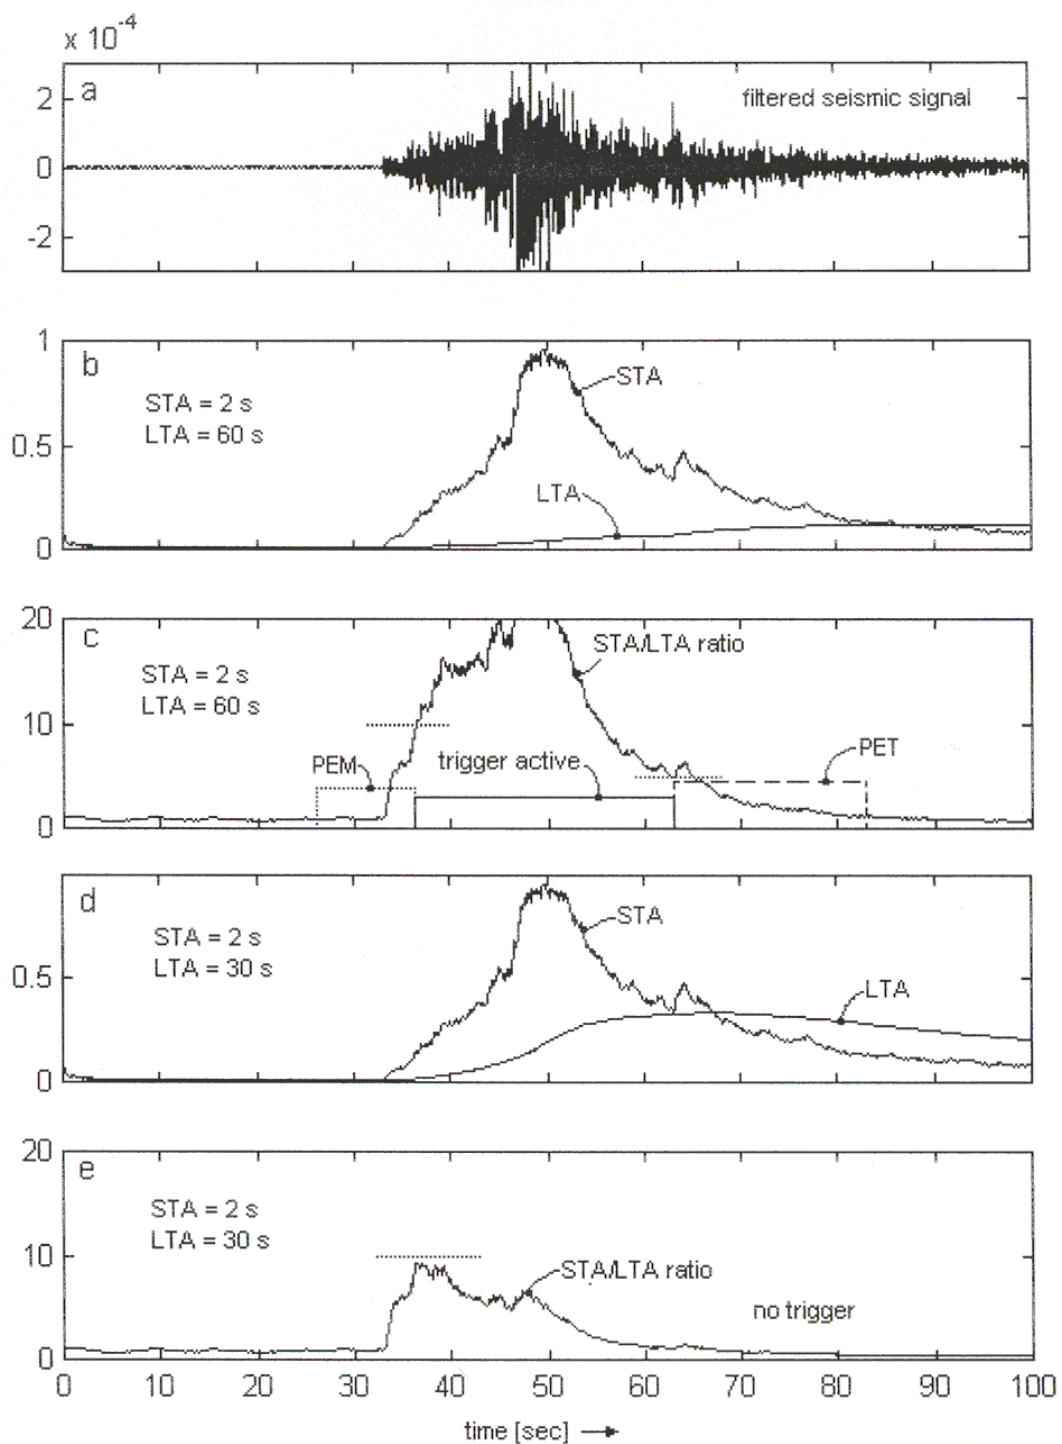 x 10-4
a
2
filtered seismic signal
0
-2
1
b
STA
STA = 2 s
LTA = 60 s
0.5
LTA
0
20
c
STA/LTA ratio
STA = 2 s
LTA = 60 s
10
PET
PEM
trigger active
0
d
STA
STA = 2 s
LTA = 30 s
0.5
LTA
0
20
e
STA = 2 s
LTA = 30 s
10
STA/LTA ratio
no trigger
0
0 10 20 30 40 50 60 70 80 90 100
time [sec]